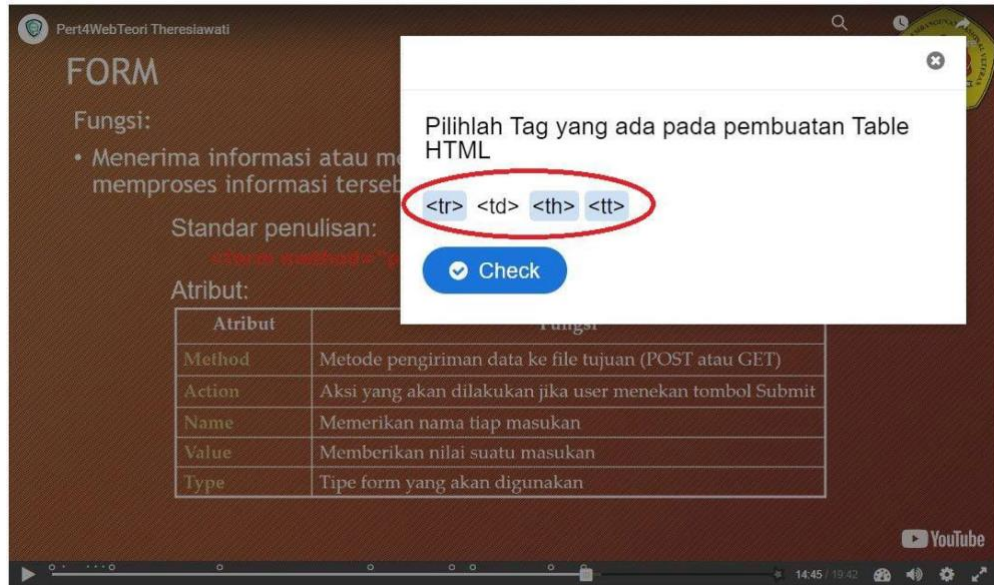 Pert4WebTeori Theresiawati
FORM
Fungsi:
• Menerima informasi atau me
memproses informasi terseb
Standar penulisan:
Atribut:
Atribut Fungsi
Method Metode pengiriman data ke file tujuan (POST atau GET)
Action Aksi yang akan dilakukan jika user menekan tombol Submit
Name Memerikan nama tiap masukan
Value Memberikan nilai suatu masukan
Type Tipe form yang akan digunakan
Pilihlah Tag yang ada pada pembuatan Table
HTML
<tr> <td> <th> <tt>
Check
YouTube
14:45 / 19:42